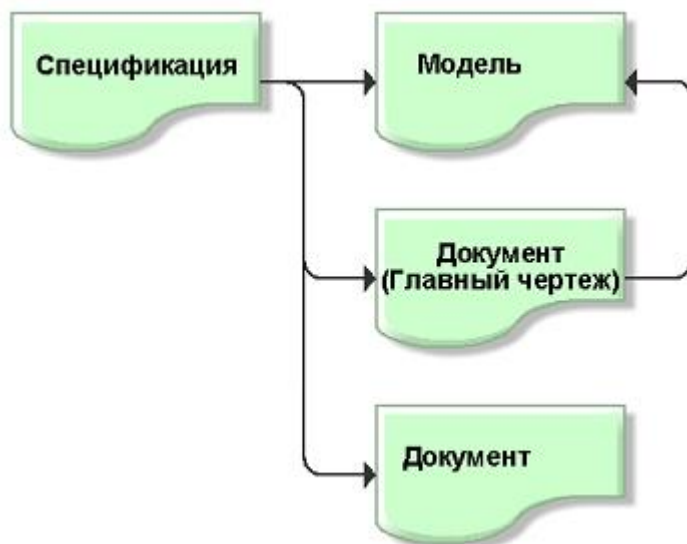 Спецификация
Модель
Документ
(Главный чертеж)
Документ